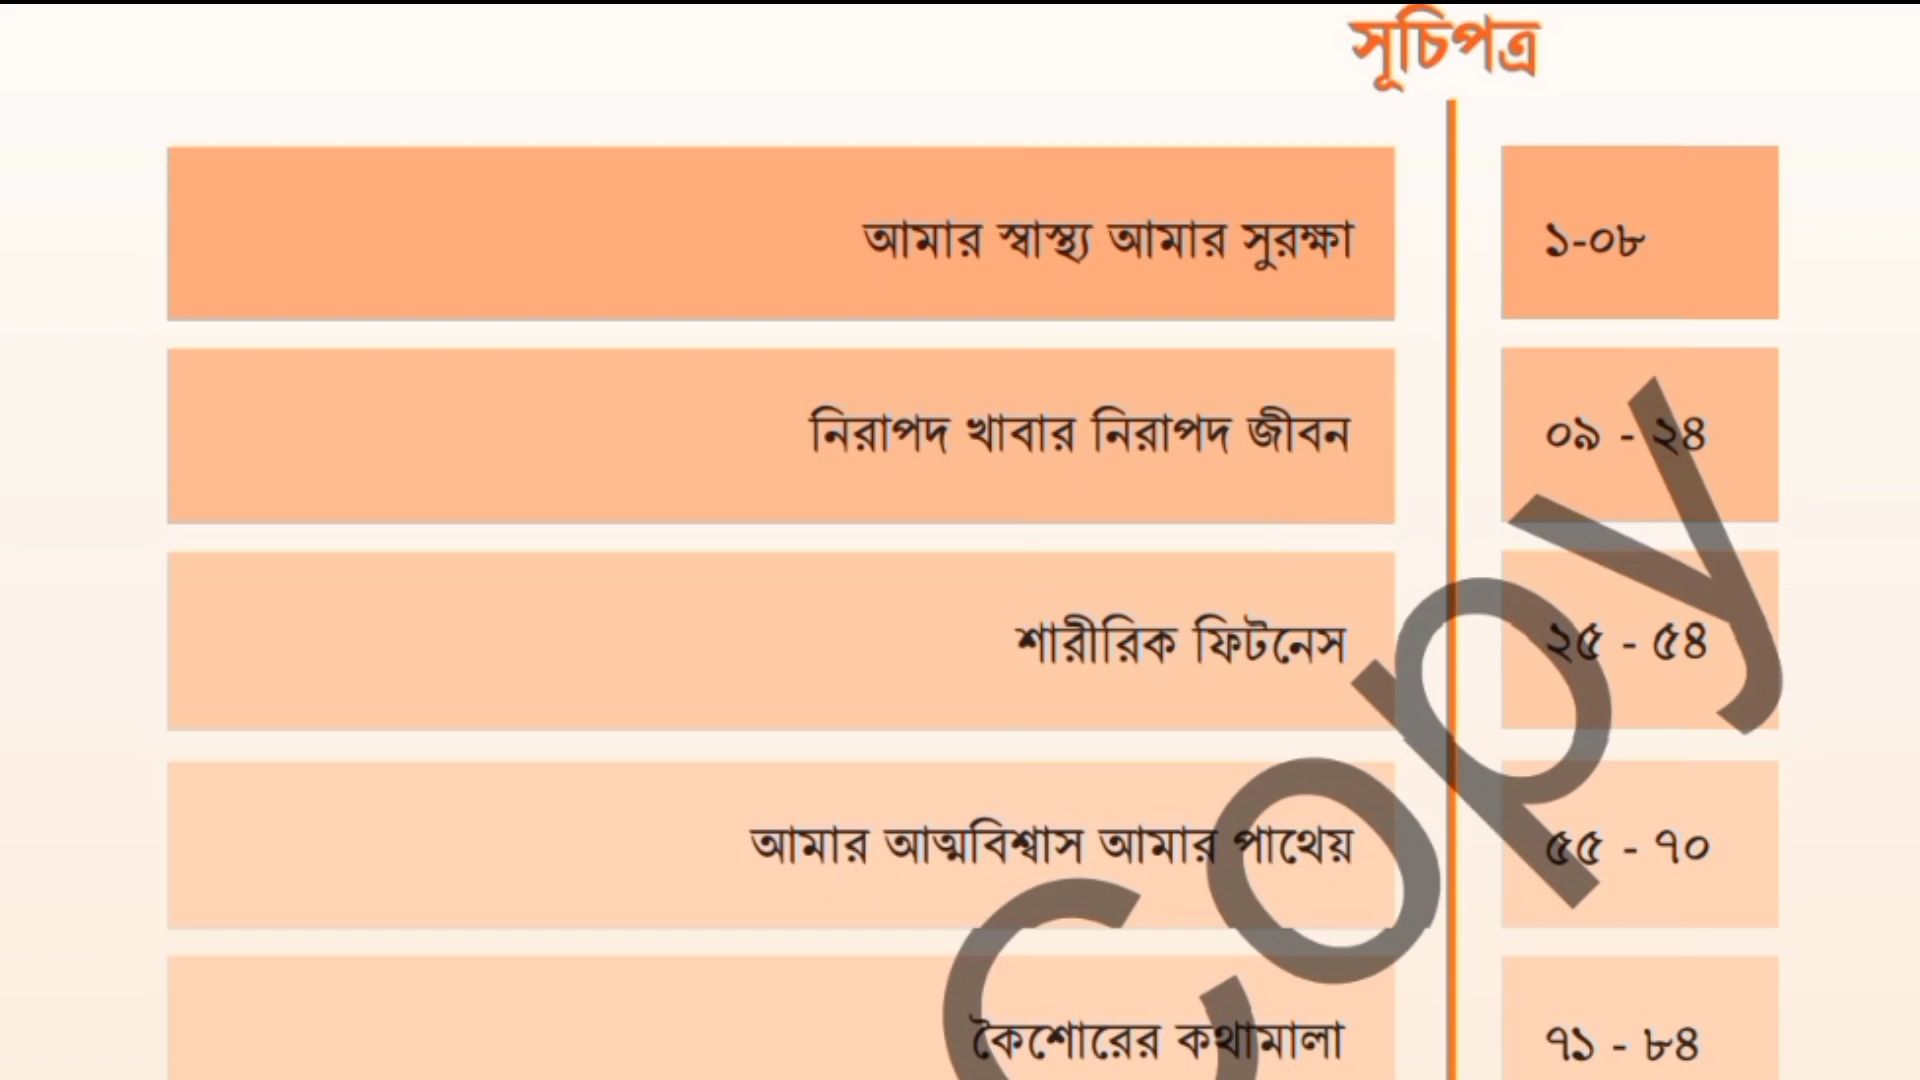 সূচিপত্র
আমার স্বাস্থ্য আমার সুরক্ষা ১-০৮
নিরাপদ খাবার নিরাপদ জীবন ০৯ - ২৪
শারীরিক ফিটনেস ২৫ - ৫৪
আমার আত্মবিশ্বাস আমার পাথেয় ৫৫ - ৭০
কৈশোরের কথামালা ৭১ - ৮৪
Copy